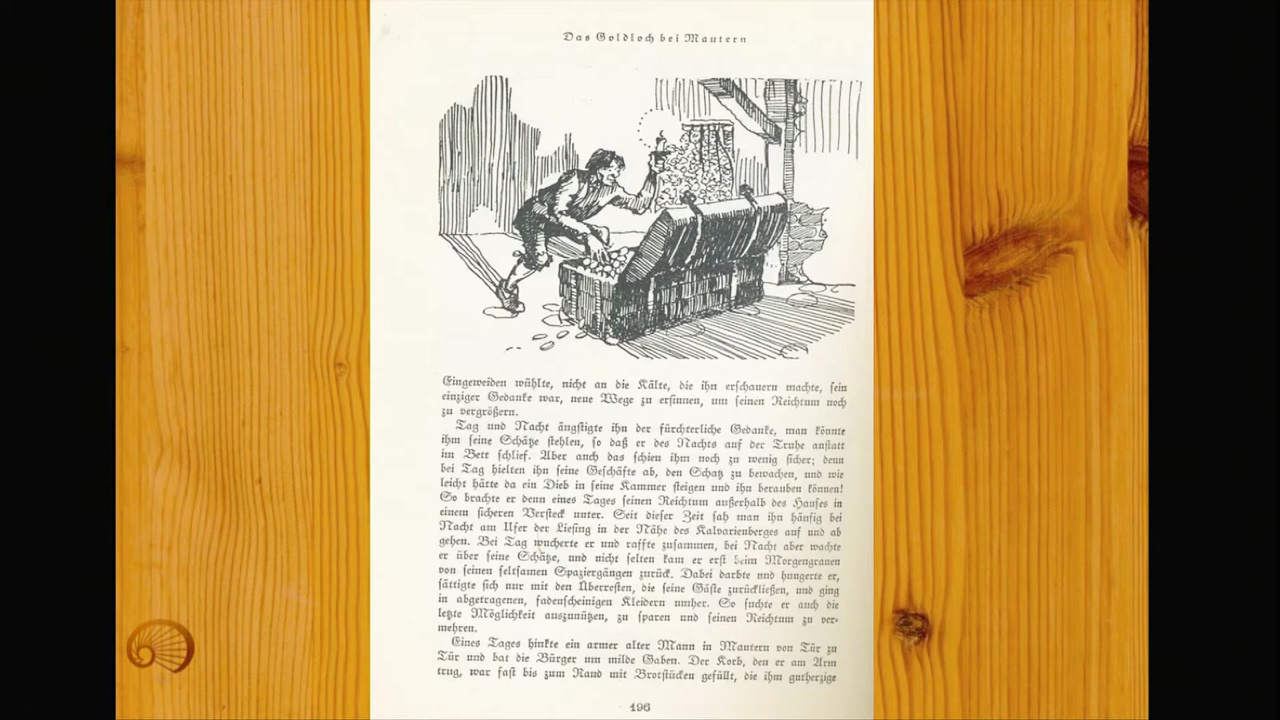 Das Goldloch bei Mautern
Eingeweiden wühlte, nicht an die Kälte, die ihn erschauern machte, sein
einziger Gedanke war, neue Wege zu ersinnen, um seinen Reichtum noch
zu vergrößern.
Tag und Nacht ängstigte ihn der fürchterliche Gedanke, man könnte
ihm seine Schätze stehlen, so daß er des Nachts auf der Truhe anstatt
im Bett schlief. Aber auch das schien ihm noch zu wenig sicher; denn
bei Tag hielten ihn seine Geschäfte ab, den Schatz zu bewachen, und wie
leicht hätte da ein Dieb in seine Kammer steigen und ihn berauben können!
So brachte er denn eines Tages seinen Reichtum außerhalb des Hauses in
einem sicheren Versteck unter. Seit dieser Zeit sah man ihn häufig bei
Nacht am Ufer der Liesing in der Nähe des Kalvarienberges auf und ab
gehen. Bei Tag wucherte er und raffte zusammen, bei Nacht aber wachte
er über seine Schätze, und nicht selten kam er erst beim Morgengrauen
von seinen seltsamen Spaziergängen zurück. Dabei darbte und hungerte er,
sättigte sich nur mit den Überresten, die seine Gäste zurückließen, und ging
in abgetragenen, fadenscheinigen Kleidern umher. So suchte er auch die
letzte Möglichkeit auszunützen, zu sparen und seinen Reichtum zu ver-
mehren.
Eines Tages hinkte ein armer alter Mann in Mautern von Tür zu
Tür und bat die Bürger um milde Gaben. Der Korb, den er am Arm
trug, war fast bis zum Rand mit Brotstücken gefüllt, die ihm gutherzige
196